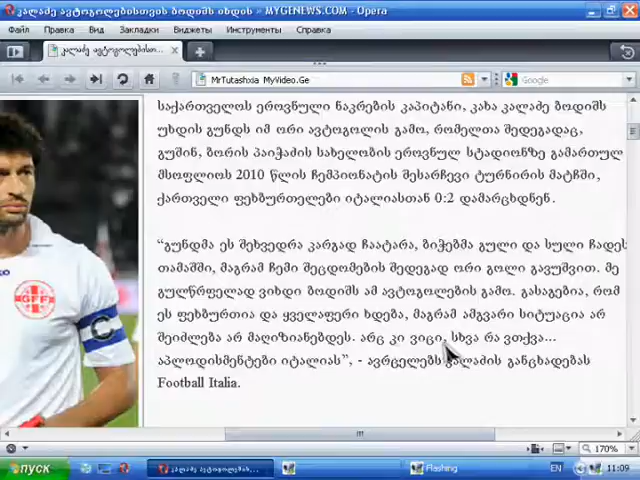 კალაძე ავტოგოლებისთვის ბოდიშს იხდის » MYGENEWS.COM - Opera
Файл Правка Вид Закладки Виджеты Инструменты Справка
კალაძე ავტოგოლებისთ...
MrTutashxia MyVideo.Ge
Google
საქართველოს ეროვნული ნაკრების კაპიტანი, კახა კალაძე ბოდიშს
უხდის გუნდს იმ ორი ავტოგოლის გამო, რომელთა შედეგადაც,
გუშინ, ბორის პაიჭაძის სახელობის ეროვნულ სტადიონზე გამართულ
მსოფლიოს 2010 წლის ჩემპიონატის შესარჩევი ტურნირის მატჩში,
ქართველი ფეხბურთელები იტალიასთან 0:2 დამარცხდნენ.
“გუნდმა ეს შეხვედრა კარგად ჩაატარა, ბიჭებმა გული და სული ჩადეს
თამაშში, მაგრამ ჩემი შეცდომების შედეგად ორი გოლი გავუშვით. მე
გულწრფელად ვიხდი ბოდიშს ამ ავტოგოლების გამო. გასაგებია, რომ
ეს ფეხბურთია და ყველაფერი ხდება, მაგრამ ამგვარი სიტუაცია არ
შეიძლება არ მაღიზიანებდეს. არც კი ვიცი, სხვა რა ვთქვა...
აპლოდისმენტები იტალიას”, - ავრცელებს კალაძის განცხადებას
Football Italia.
GFF
C
170%
пуск
კალაძე ავტოგოლების...
Flashing
EN
11:09